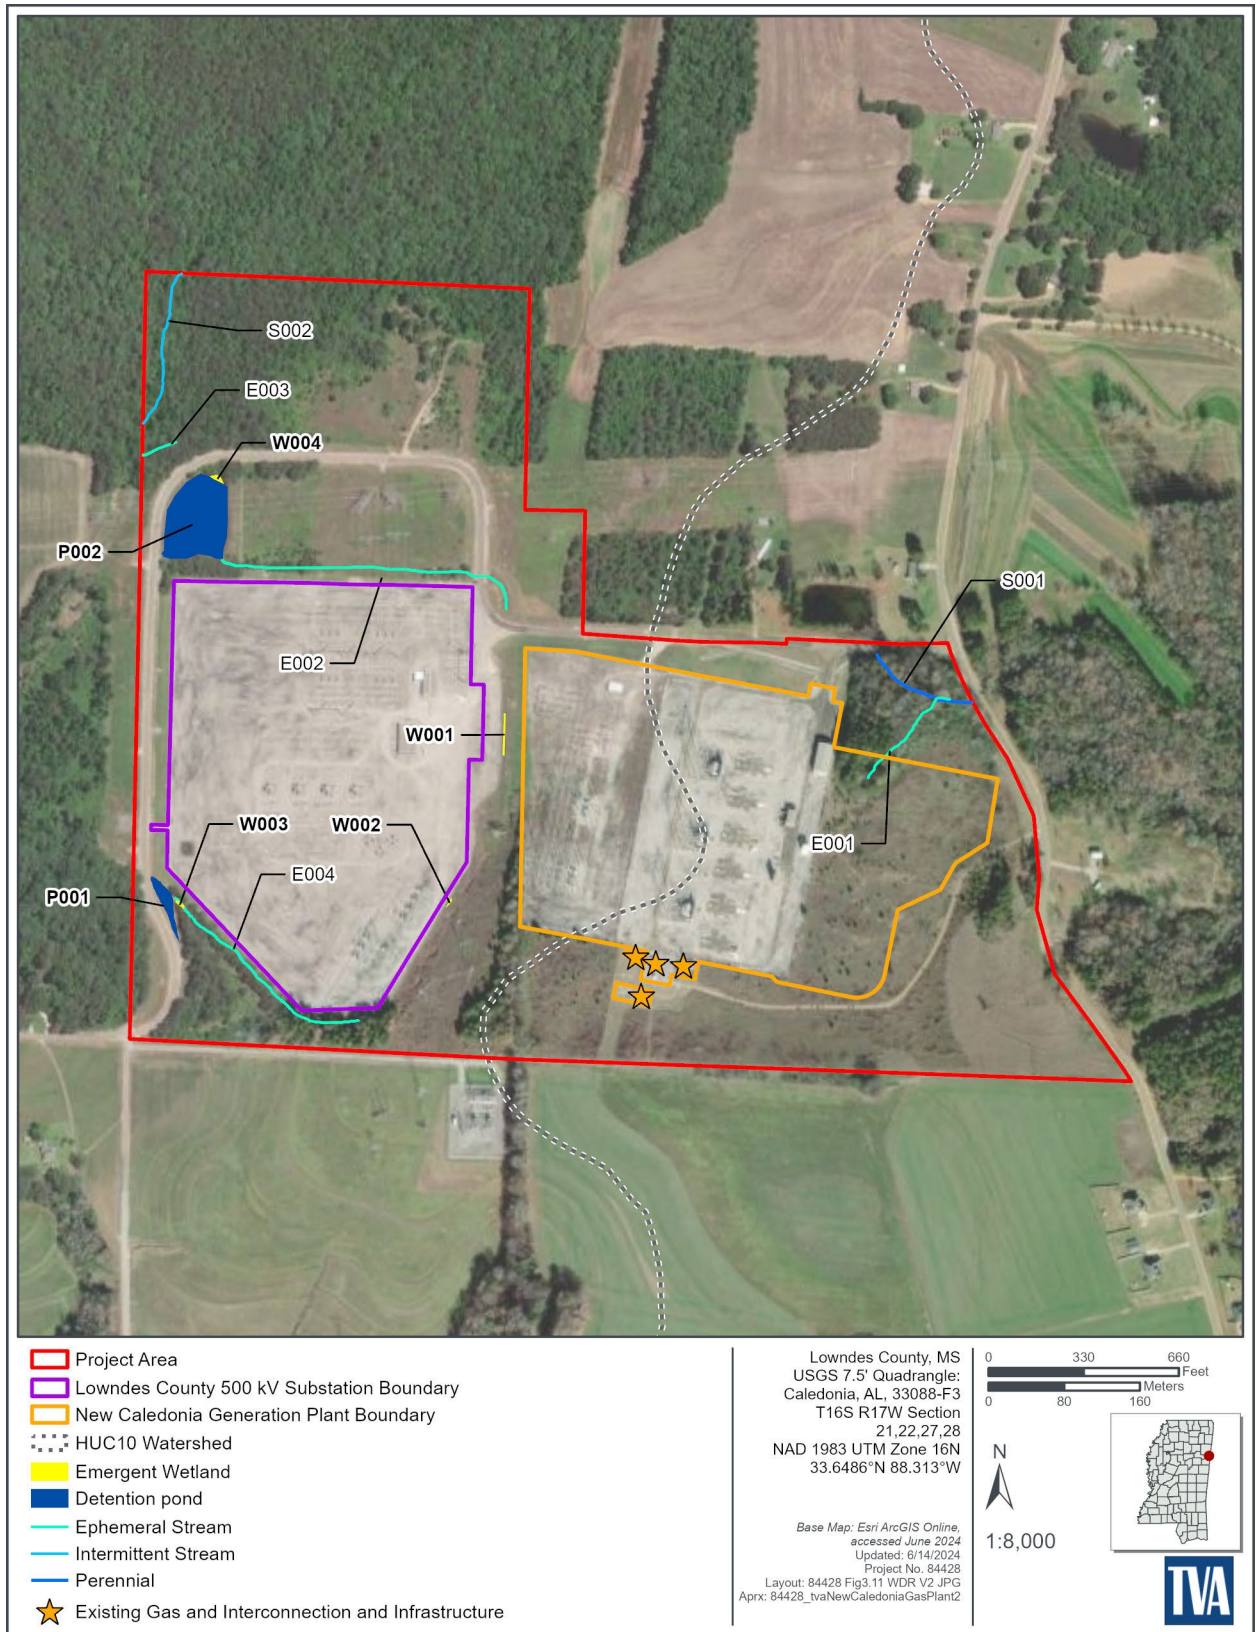 S002
E003
W004
P002
S001
E002
W001
W003
W002
E001
E004
P001
Project Area
Lowndes County 500 kV Substation Boundary
New Caledonia Generation Plant Boundary
HUC10 Watershed
Emergent Wetland
Detention pond
Ephemeral Stream
Intermittent Stream
Perennial
Existing Gas and Interconnection and Infrastructure
Lowndes County, MS
USGS 7.5' Quadrangle:
Caledonia, AL, 33088-F3
T16S R17W Section
21,22,27,28
NAD 1983 UTM Zone 16N
33.6486°N 88.313°W
Base Map: Esri ArcGIS Online,
accessed June 2024
Updated: 6/14/2024
Project No. 84428
Layout: 84428 Fig3.11 WDR V2 JPG
Aprx: 84428_tvaNewCaledoniaGasPlant2
0 330 660
Feet
Meters
0 80 160
N
1:8,000
TVA